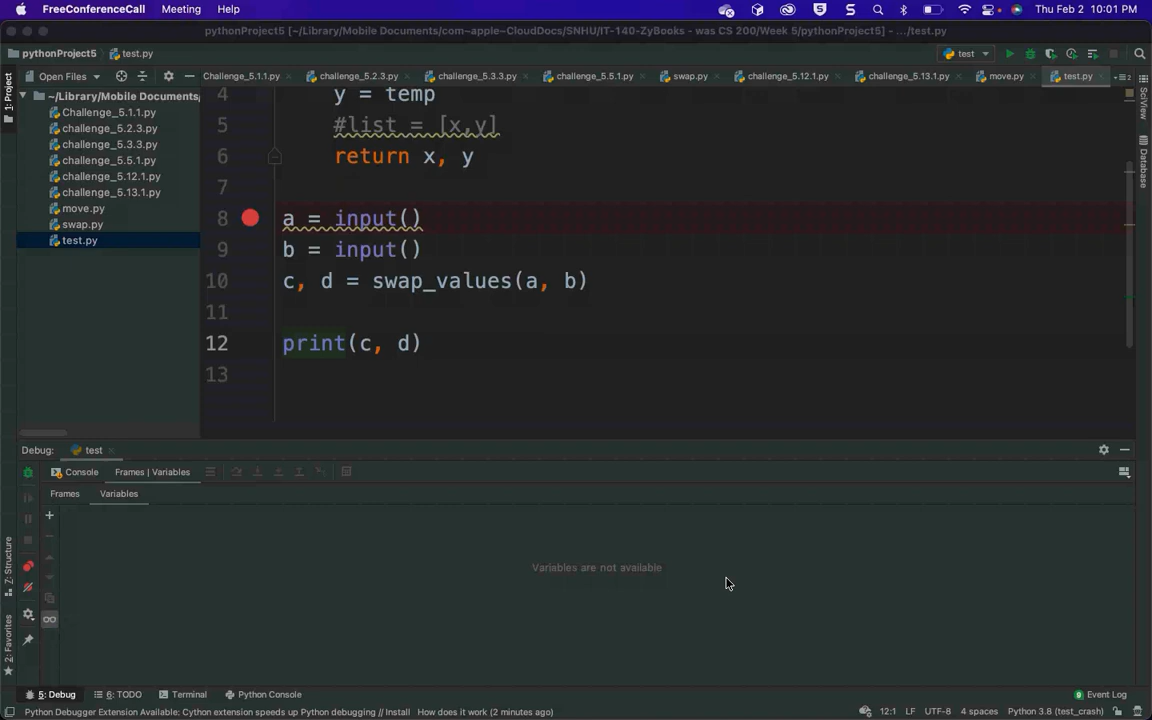 FreeConferenceCall Meeting Help Thu Feb 2 10:01 PM
pythonProject5 [~/Library/Mobile Documents/com~apple~CloudDocs/SNHU/IT-140-ZyBooks - was CS 200/Week 5/pythonProject5] - .../test.py
pythonProject5 test.py test
1: Project Open Files Challenge_5.1.1.py challenge_5.2.3.py challenge_5.3.3.py challenge_5.5.1.py swap.py challenge_5.12.1.py challenge_5.13.1.py move.py test.py 2
~/Library/Mobile Documents/
Challenge_5.1.1.py
challenge_5.2.3.py
challenge_5.3.3.py
challenge_5.5.1.py
challenge_5.12.1.py
challenge_5.13.1.py
move.py
swap.py
test.py
4 y = temp
5 #list = [x,y]
6 return x, y
7
8 a = input()
9 b = input()
10 c, d = swap_values(a, b)
11
12 print(c, d)
13
SciView
Database
Debug: test
Console Frames | Variables
Frames Variables
Variables are not available
7: Structure
2: Favorites
5: Debug 6: TODO Terminal Python Console 9 Event Log
Python Debugger Extension Available: Cython extension speeds up Python debugging // Install How does it work (2 minutes ago) 12:1 LF UTF-8 4 spaces Python 3.8 (test_crash)